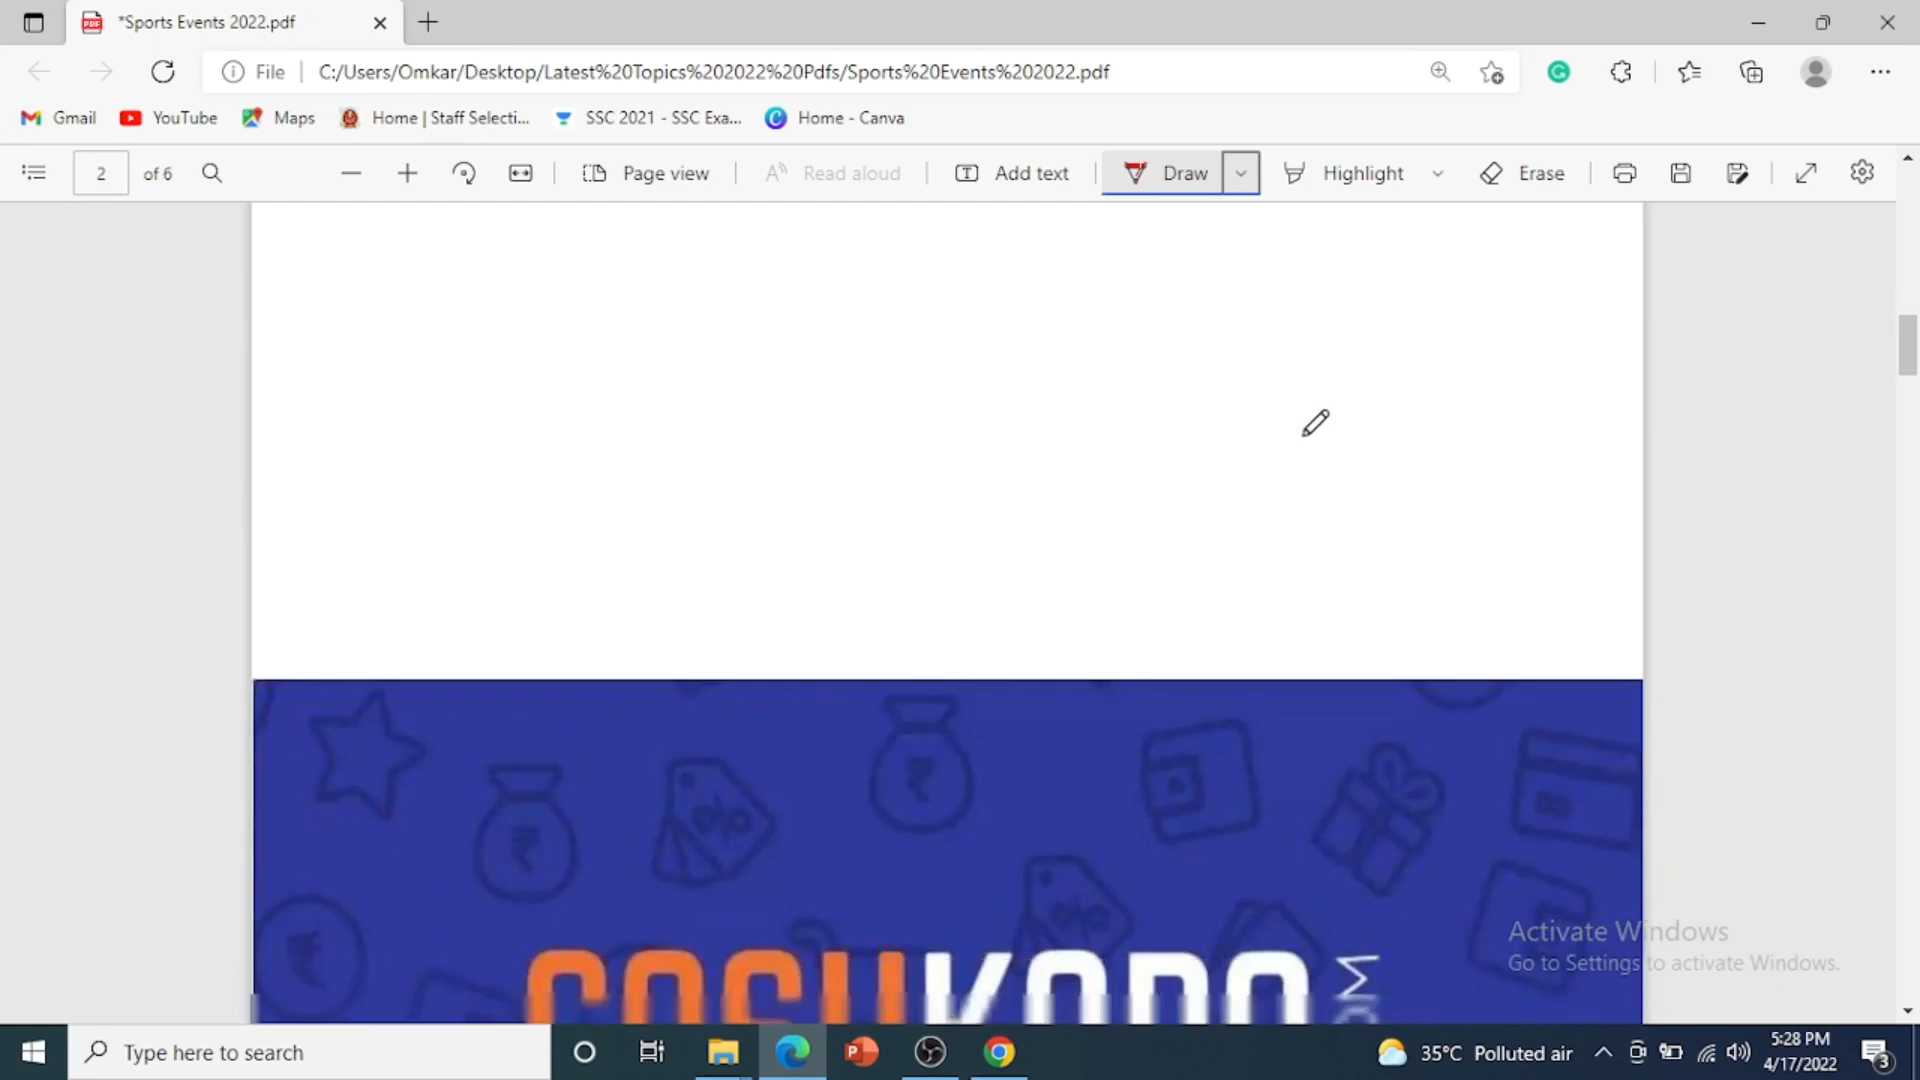 *Sports Events 2022.pdf
File C:/Users/Omkar/Desktop/Latest%20Topics%202022%20Pdfs/Sports%20Events%202022.pdf
Gmail YouTube Maps Home | Staff Selecti... SSC 2021 - SSC Exa... Home - Canva
2 of 6 Page view Read aloud Add text Draw Highlight Erase
CASHKARO
Activate Windows
Go to Settings to activate Windows.
Type here to search
35°C Polluted air
5:28 PM
4/17/2022
3